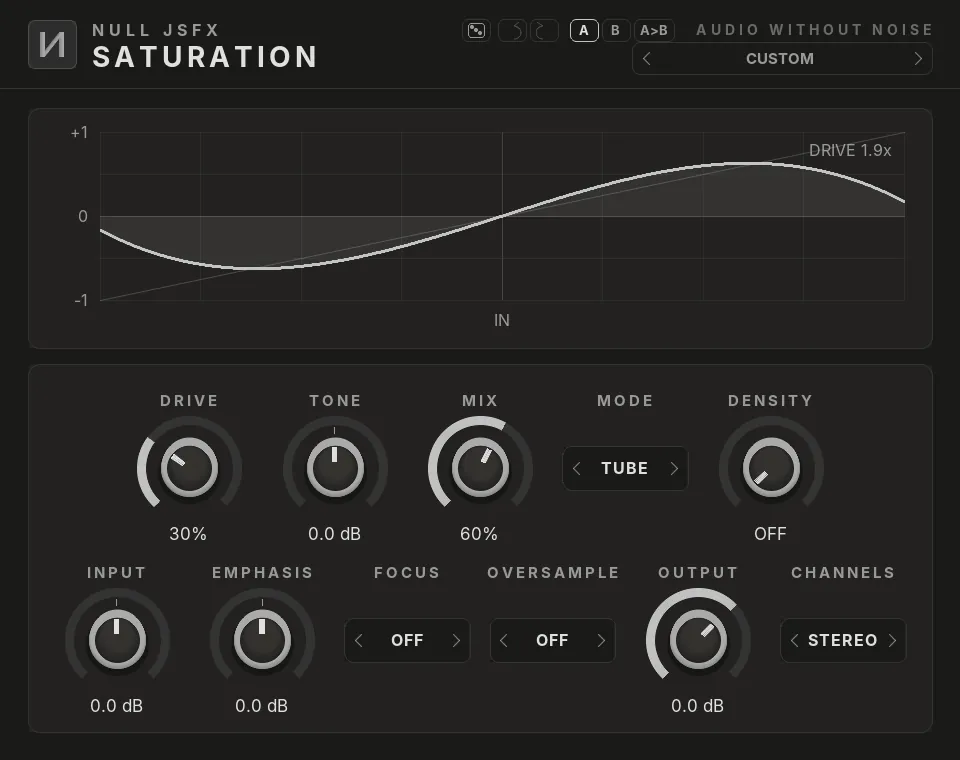 NULL JSFX
SATURATION
A B A>B
AUDIO WITHOUT NOISE
CUSTOM
+1
DRIVE 1.9x
0
-1
IN
DRIVE TONE MIX MODE DENSITY
TUBE
30% 0.0 dB 60% OFF
INPUT EMPHASIS FOCUS OVERSAMPLE OUTPUT CHANNELS
OFF OFF STEREO
0.0 dB 0.0 dB 0.0 dB